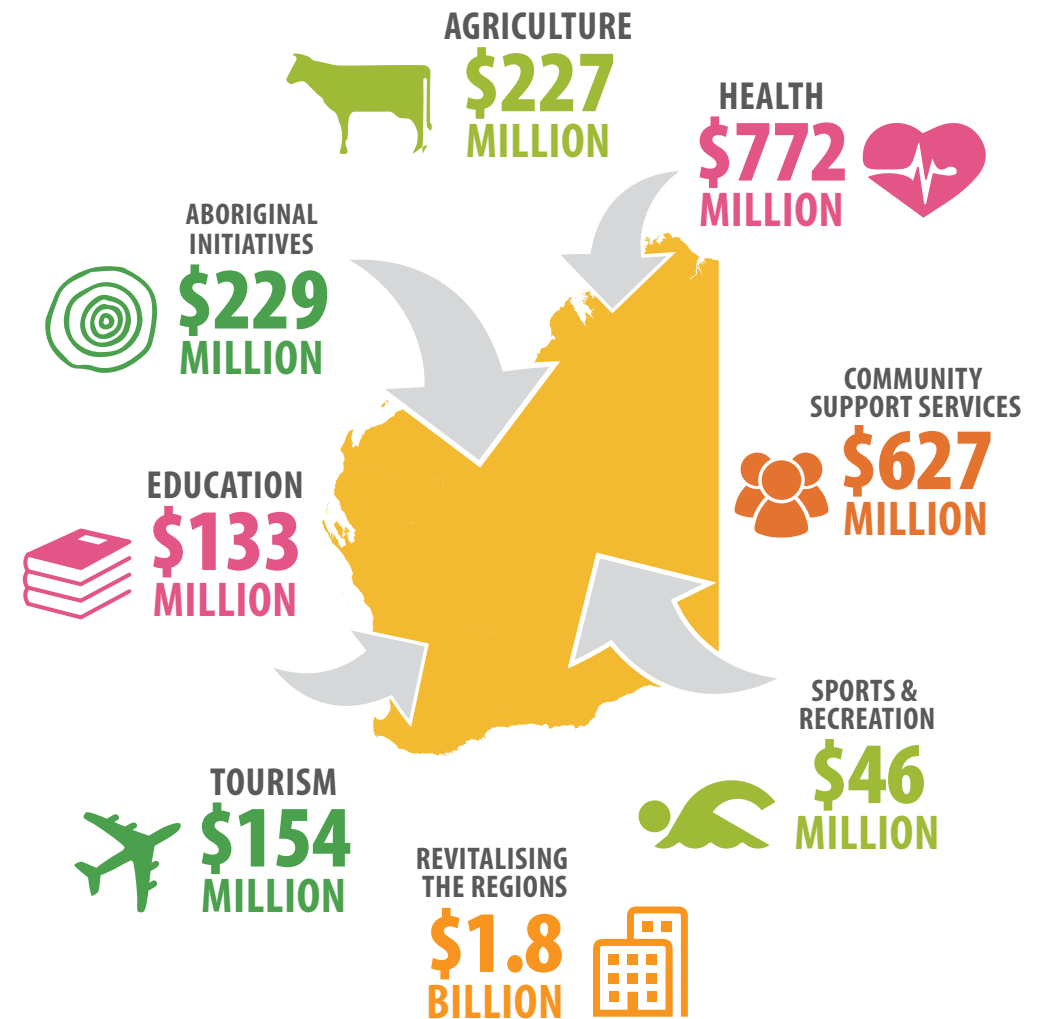 AGRICULTURE
$227
MILLION
HEALTH
$772
MILLION
ABORIGINAL
INITIATIVES
$229
MILLION
COMMUNITY
SUPPORT SERVICES
$627
MILLION
EDUCATION
$133
MILLION
SPORTS &
RECREATION
$46
MILLION
TOURISM
$154
MILLION
REVITALISING
THE REGIONS
$1.8
BILLION